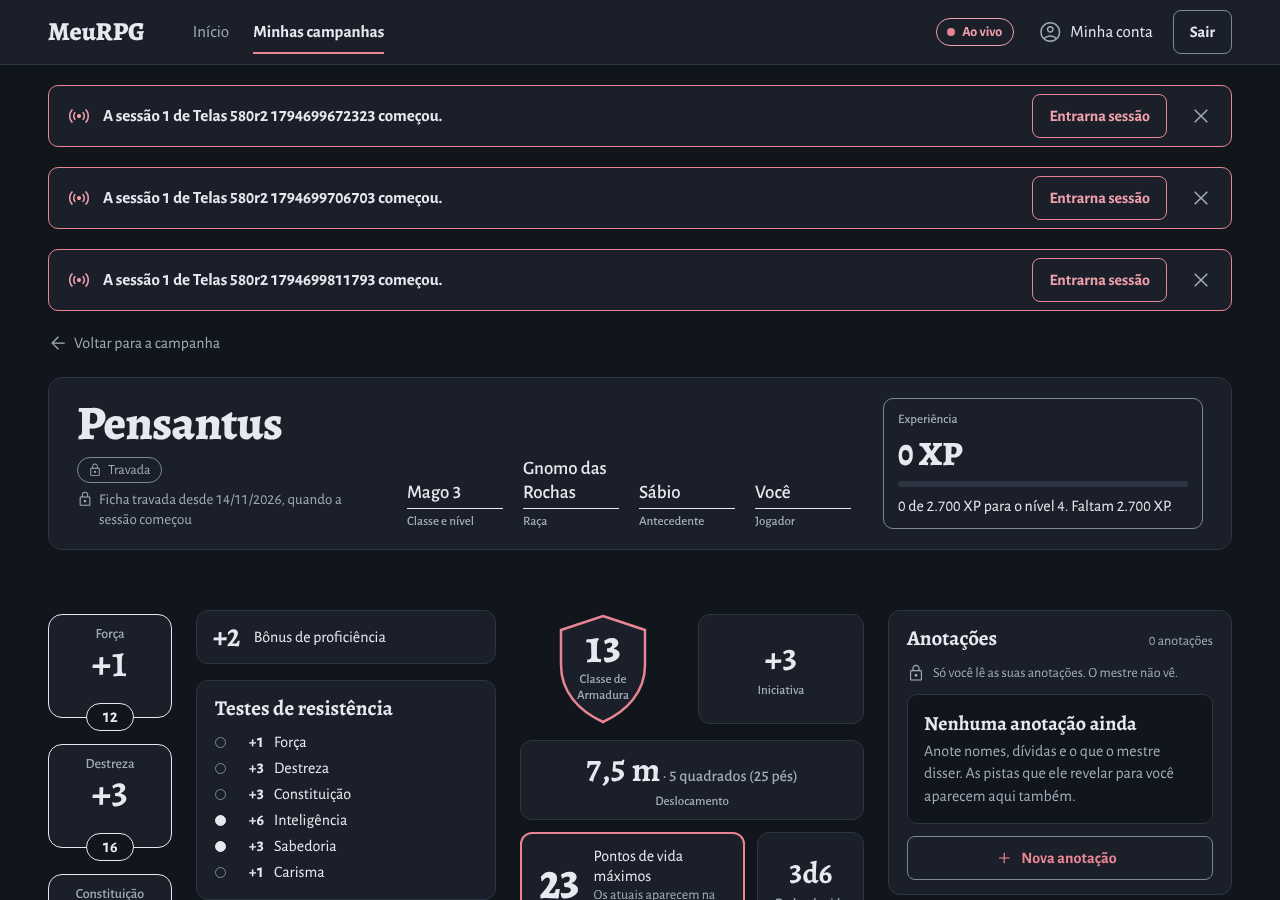 MeuRPG
Início
Minhas campanhas
Ao vivo
Minha conta
Sair
A sessão 1 de Telas 580r2 1794699672323 começou.
Entrarna sessão
A sessão 1 de Telas 580r2 1794699706703 começou.
Entrarna sessão
A sessão 1 de Telas 580r2 1794699811793 começou.
Entrarna sessão
Voltar para a campanha
Pensantus
Travada
Ficha travada desde 14/11/2026, quando a
sessão começou
Mago 3
Classe e nível
Gnomo das
Rochas
Raça
Sábio
Antecedente
Você
Jogador
Experiência
0 XP
0 de 2.700 XP para o nível 4. Faltam 2.700 XP.
Força
+1
12
Destreza
+3
16
Constituição
+2 Bônus de proficiência
Testes de resistência
+1 Força
+3 Destreza
+3 Constituição
+6 Inteligência
+3 Sabedoria
+1 Carisma
13
Classe de
Armadura
+3
Iniciativa
7,5 m · 5 quadrados (25 pés)
Deslocamento
23
Pontos de vida
máximos
Os atuais aparecem na
3d6
Anotações
0 anotações
Só você lê as suas anotações. O mestre não vê.
Nenhuma anotação ainda
Anote nomes, dívidas e o que o mestre
disser. As pistas que ele revelar para você
aparecem aqui também.
Nova anotação